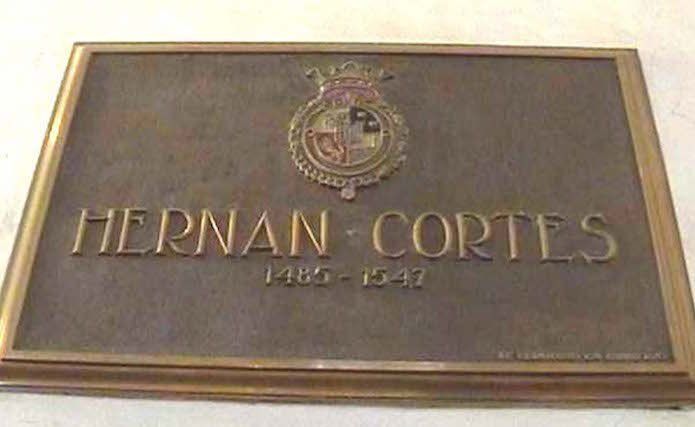 HERNAN CORTES
1485 - 1547